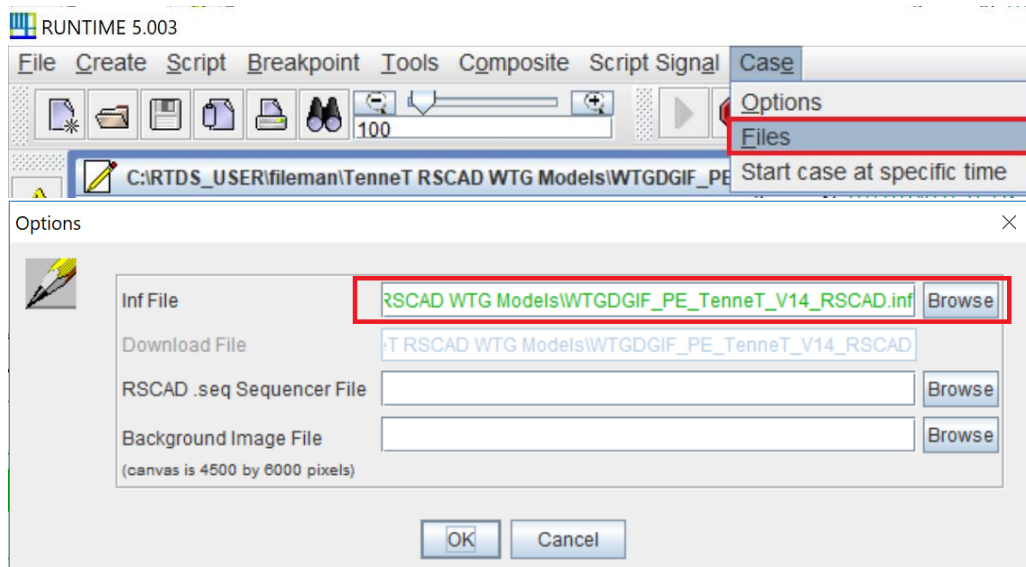 RUNTIME 5.003
File Create Script Breakpoint Tools Composite Script Signal Case
Options
100
Files
C:\RTDS_USER\fileman\TenneT RSCAD WTG Models\WTGDGIF_PE
Start case at specific time
Options
Inf File RSCAD WTG Models\WTGDGIF_PE_TenneT_V14_RSCAD.inf Browse
Download File T RSCAD WTG Models\WTGDGIF_PE_TenneT_V14_RSCAD
RSCAD .seq Sequencer File Browse
Background Image File Browse
(canvas is 4500 by 6000 pixels)
OK Cancel